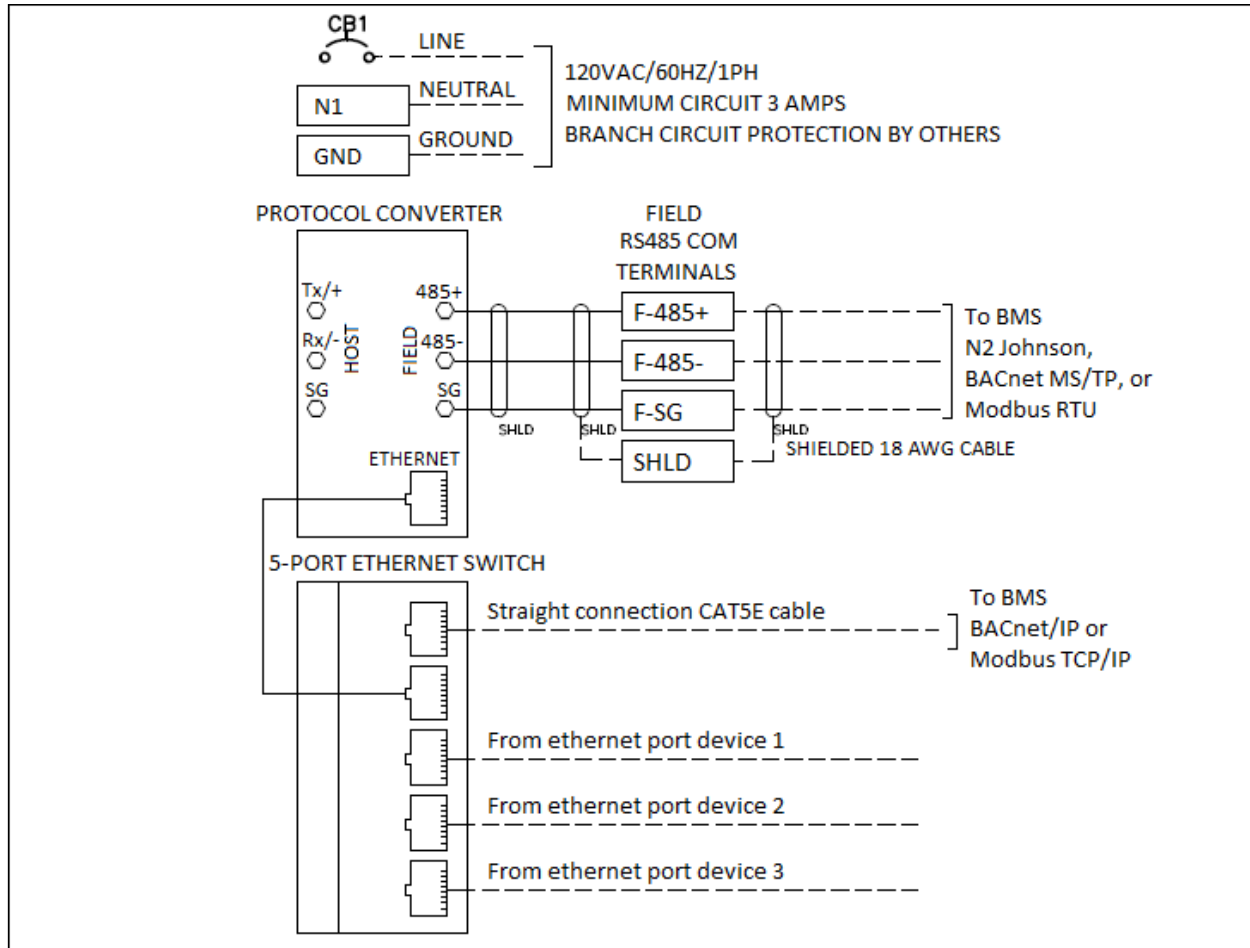 CB1
LINE
N1
NEUTRAL
GND
GROUND
120VAC/60HZ/1PH
MINIMUM CIRCUIT 3 AMPS
BRANCH CIRCUIT PROTECTION BY OTHERS
PROTOCOL CONVERTER
Tx/+
Rx/-
SG
HOST
FIELD
485+
485-
SG
ETHERNET
FIELD
RS485 COM
TERMINALS
F-485+
F-485-
F-SG
SHLD
SHLD
SHLD
SHLD
SHIELDED 18 AWG CABLE
To BMS
N2 Johnson,
BACnet MS/TP, or
Modbus RTU
5-PORT ETHERNET SWITCH
Straight connection CAT5E cable
To BMS
BACnet/IP or
Modbus TCP/IP
From ethernet port device 1
From ethernet port device 2
From ethernet port device 3